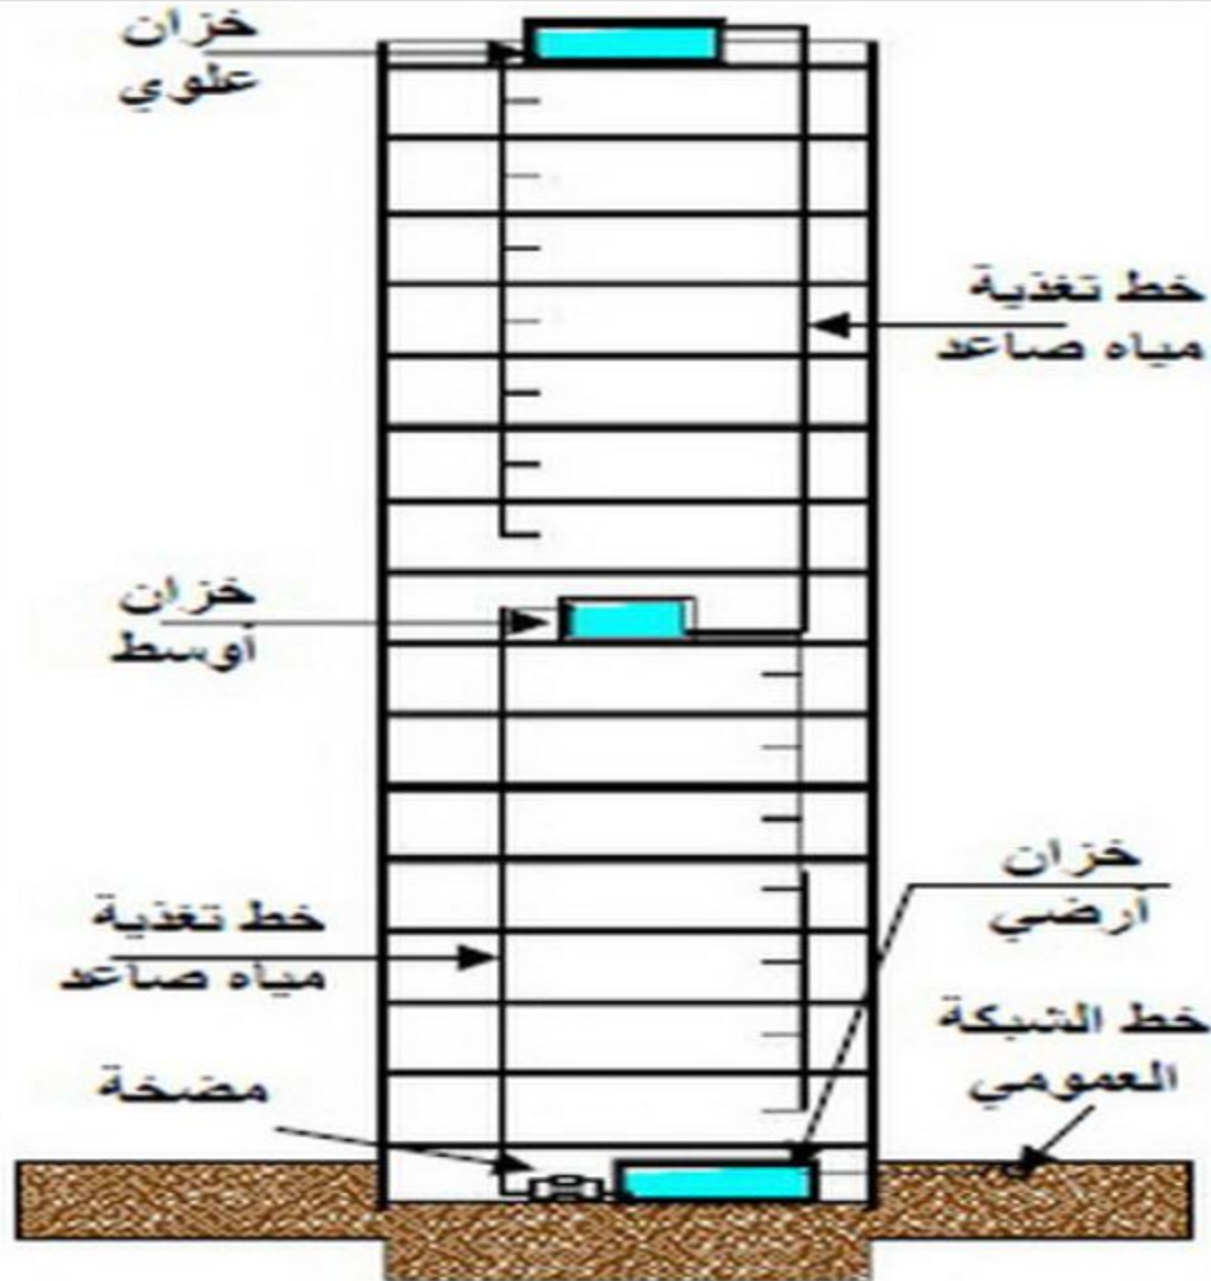 خزان
علوي
خط تغذية
مياه صاعد
خزان
أوسط
خزان
أرضي
خط تغذية
مياه صاعد
خط الشبكة
العمومي
مضخة